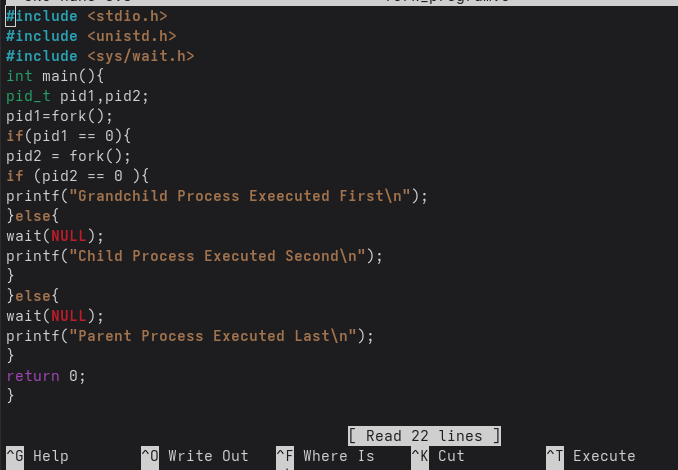 #include <stdio.h>
#include <unistd.h>
#include <sys/wait.h>
int main(){
pid_t pid1,pid2;
pid1=fork();
if(pid1 == 0){
pid2 = fork();
if (pid2 == 0 ){
printf("Grandchild Process Exeecuted First\n");
}else{
wait(NULL);
printf("Child Process Executed Second\n");
}
}else{
wait(NULL);
printf("Parent Process Executed Last\n");
}
return 0;
}
[ Read 22 lines ]
^G Help ^O Write Out ^F Where Is ^K Cut ^T Execute